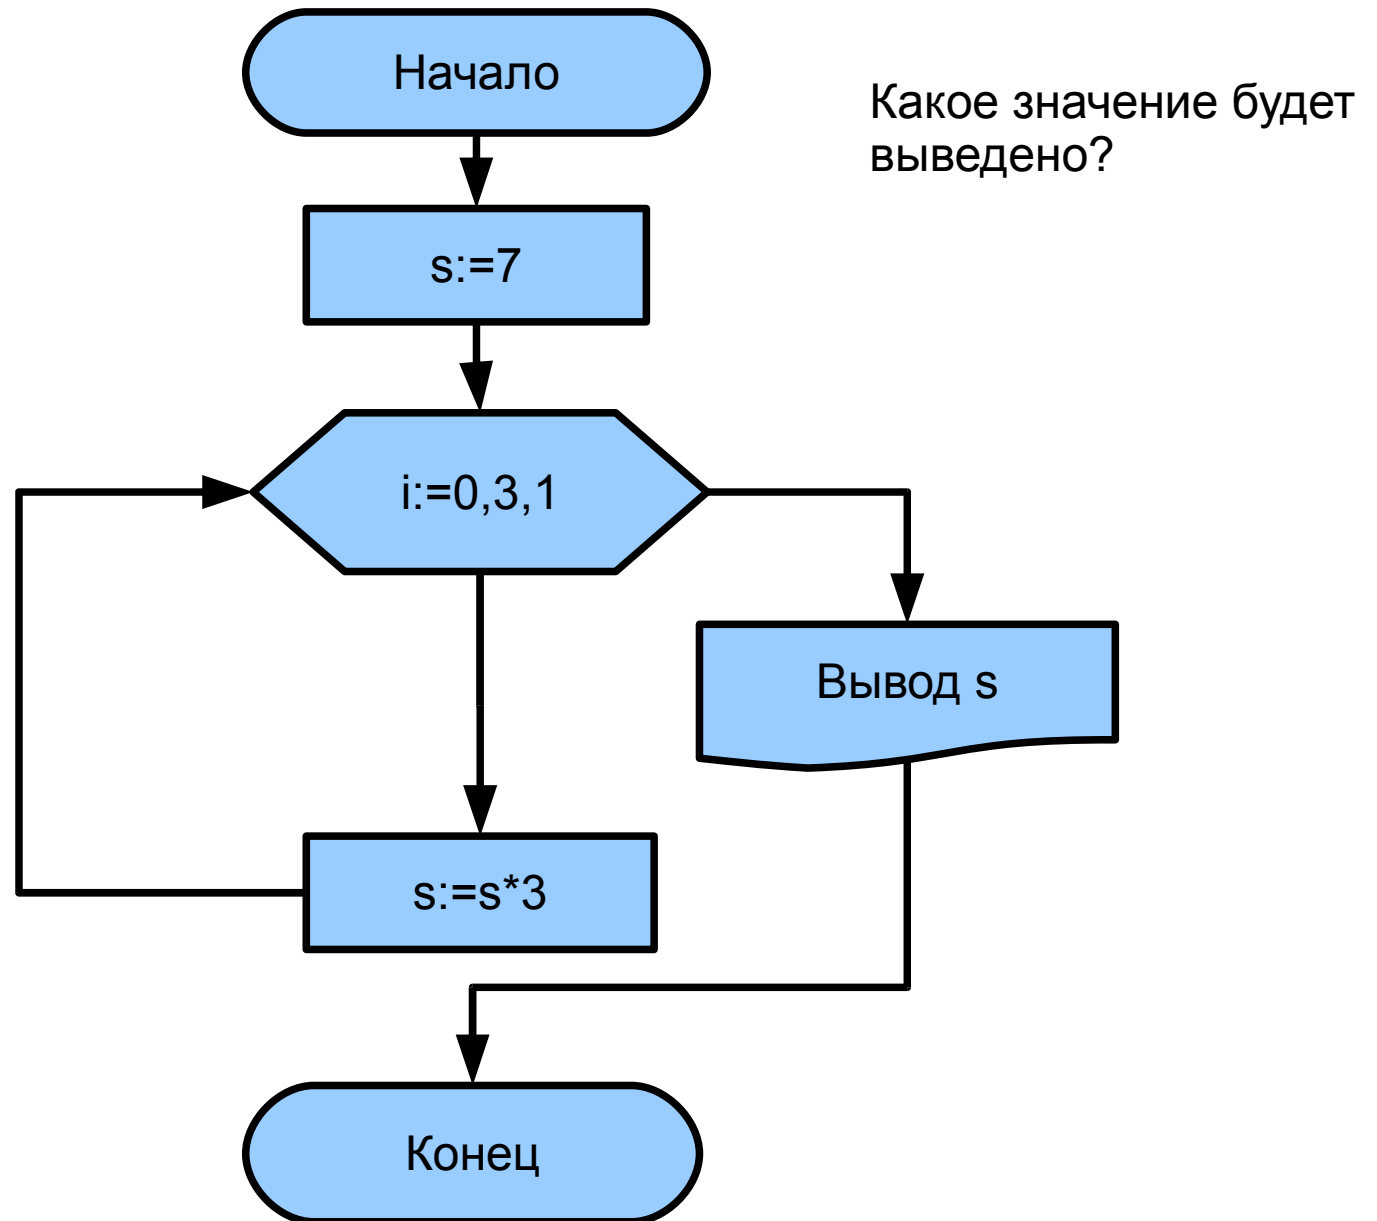 Начало
Какое значение будет
выведено?
s:=7
i:=0,3,1
Вывод s
s:=s*3
Конец